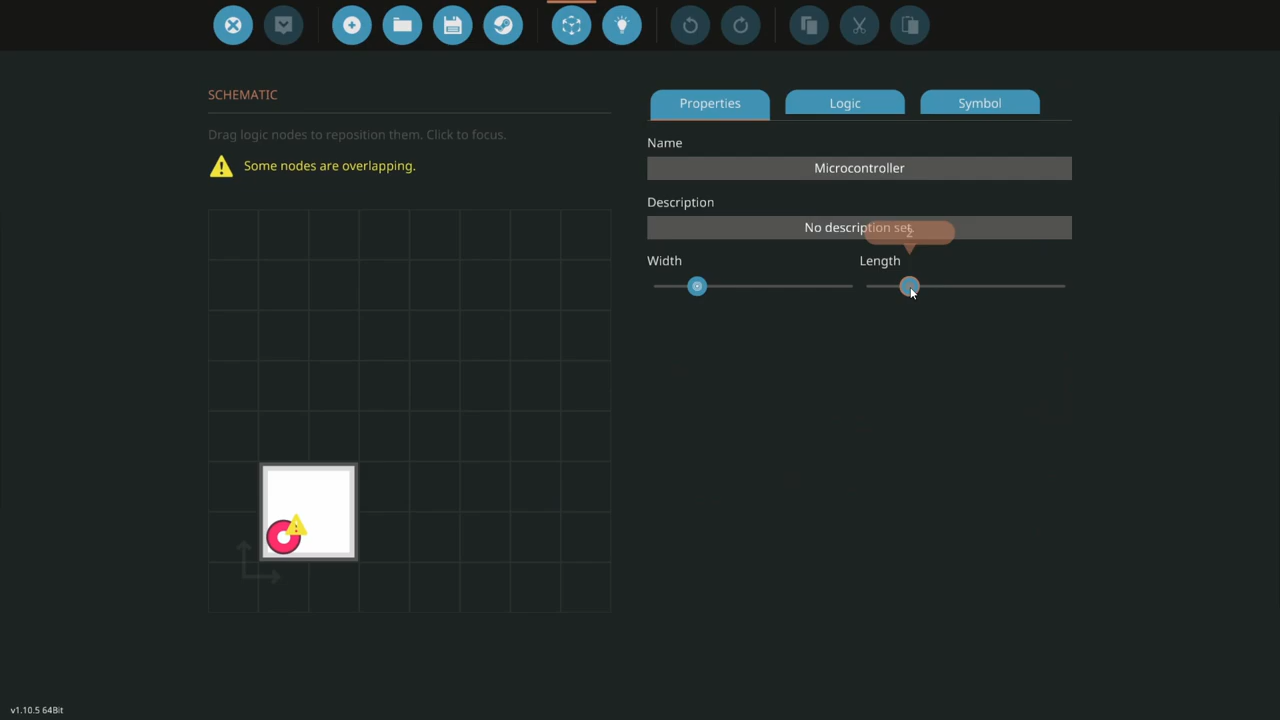 SCHEMATIC
Drag logic nodes to reposition them. Click to focus.
Some nodes are overlapping.
Properties
Logic
Symbol
Name
Microcontroller
Description
No description set.
2
Width
Length
v1.10.5 64Bit